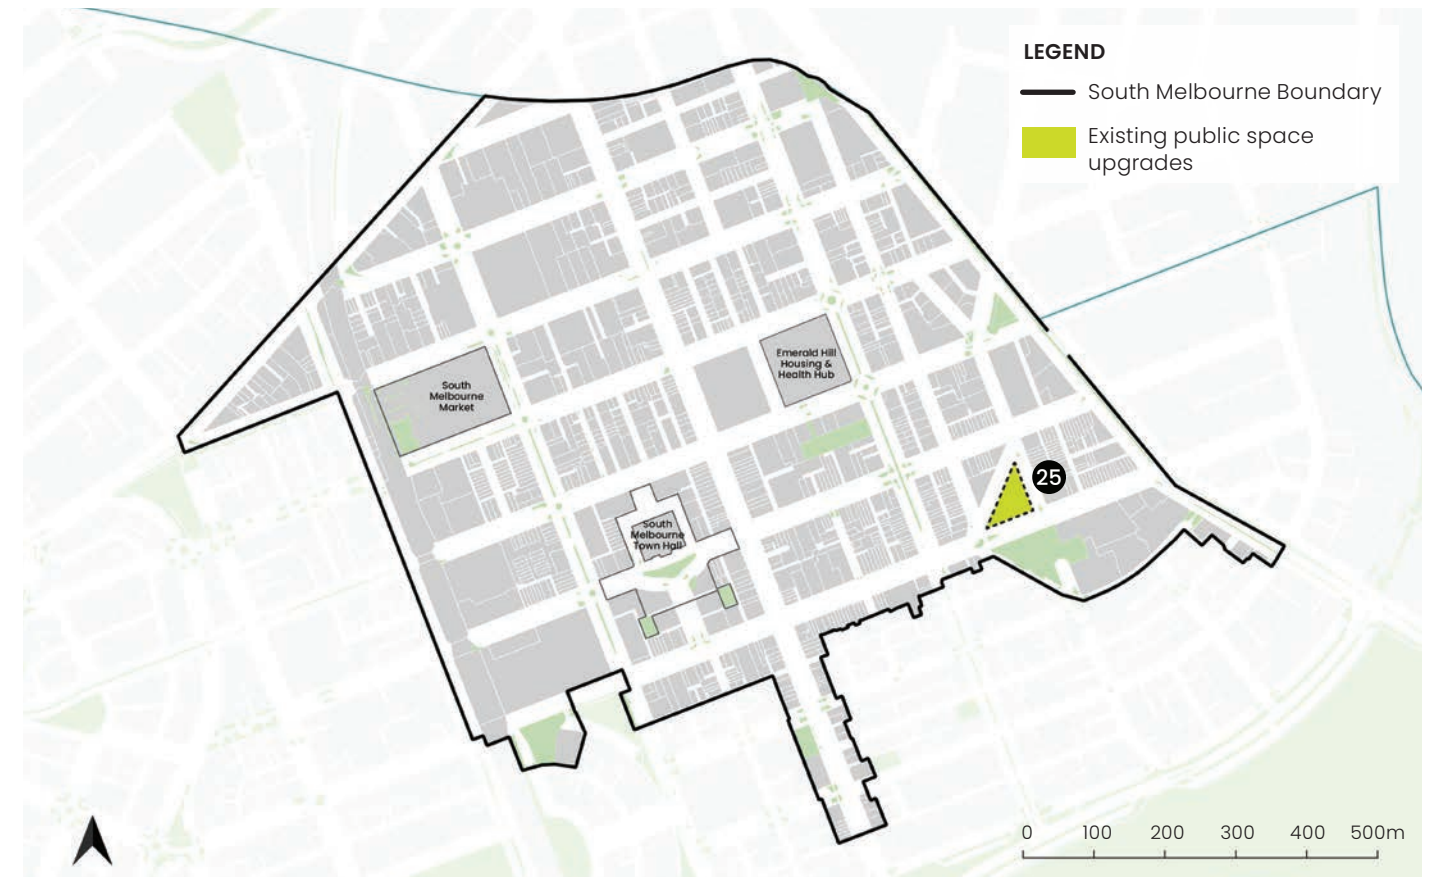 LEGEND
South Melbourne Boundary
Existing public space
upgrades
Emerald Hill
Housing &
Health Hub
South
Melbourne
Market
25
South
Melbourne
Town Hall
0 100 200 300 400 500m